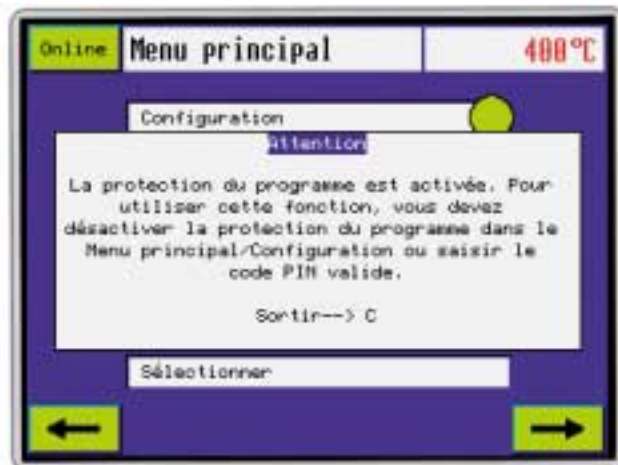 Online
Menu principal
400°C
Configuration
Attention
La protection du programme est activée. Pour
utiliser cette fonction, vous devez
désactiver la protection du programme dans le
Menu principal/Configuration ou saisir le
code PIN valide.
Sortir--> C
Sélectionner